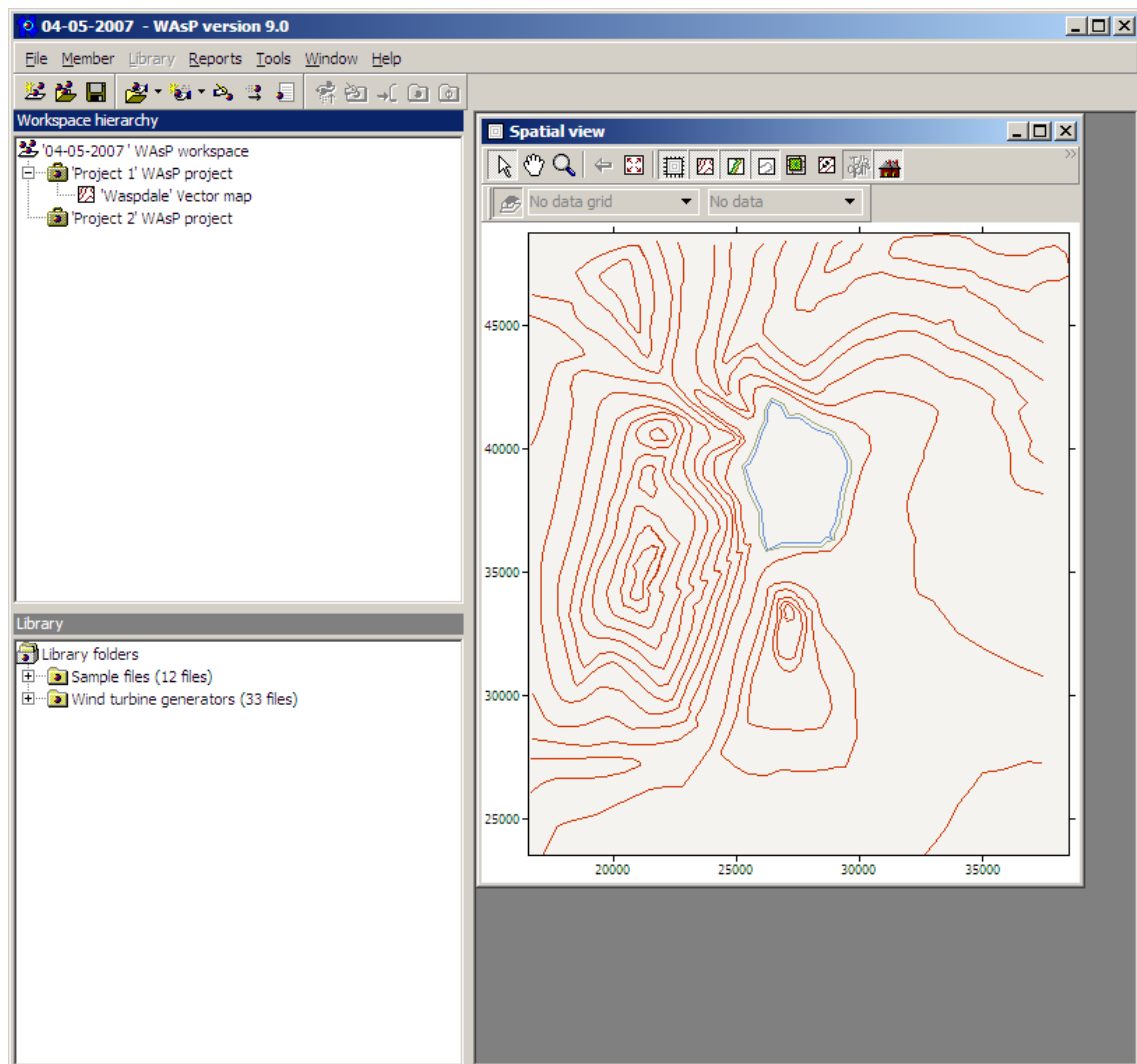 04-05-2007 - WAsP version 9.0
File Member Library Reports Tools Window Help
Workspace hierarchy
'04-05-2007 ' WAsP workspace
'Project 1' WAsP project
'Waspdale' Vector map
'Project 2' WAsP project
Library
Library folders
Sample files (12 files)
Wind turbine generators (33 files)
Spatial view
No data grid No data
45000
40000
35000
30000
25000
20000 25000 30000 35000